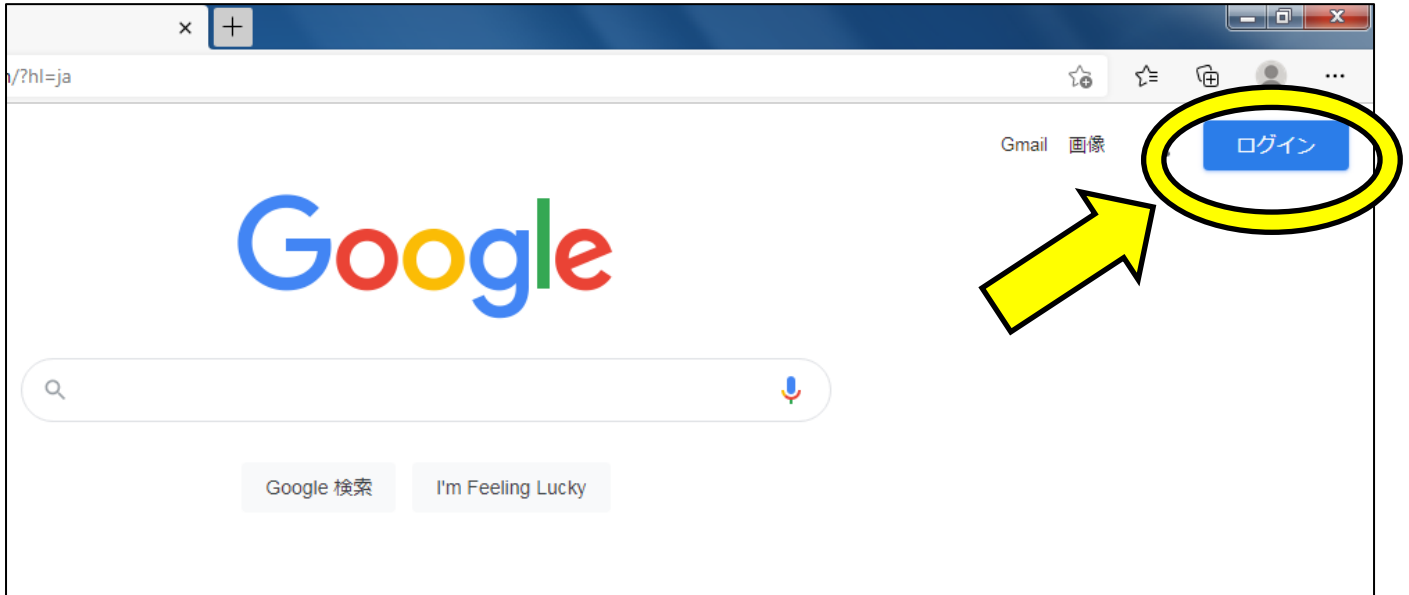 /?hl=ja
Gmail 画像 ログイン
Google
Google 検索 I'm Feeling Lucky